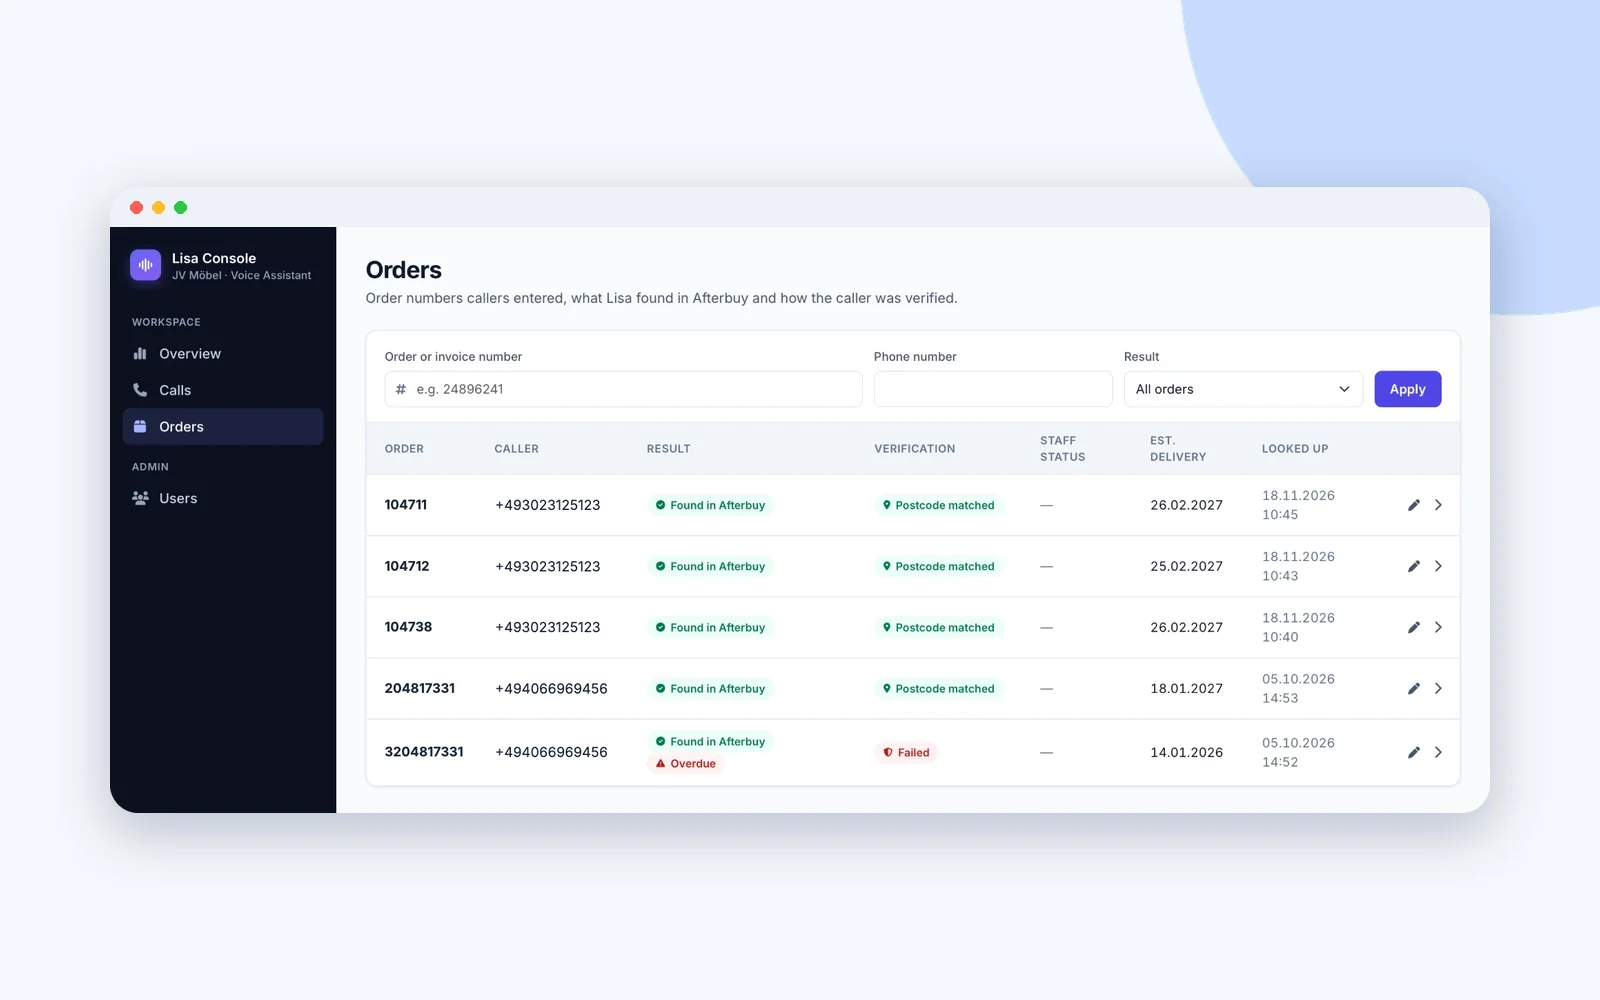 Lisa Console
JV Möbel · Voice Assistant
WORKSPACE
Overview
Calls
Orders
ADMIN
Users
Orders
Order numbers callers entered, what Lisa found in Afterbuy and how the caller was verified.
Order or invoice number
Phone number
Result
# e.g. 24896241
All orders
Apply
ORDER
CALLER
RESULT
VERIFICATION
STAFF
STATUS
EST.
DELIVERY
LOOKED UP
104711
+493023125123
Found in Afterbuy
Postcode matched
—
26.02.2027
18.11.2026
10:45
104712
+493023125123
Found in Afterbuy
Postcode matched
—
25.02.2027
18.11.2026
10:43
104738
+493023125123
Found in Afterbuy
Postcode matched
—
26.02.2027
18.11.2026
10:40
204817331
+494066969456
Found in Afterbuy
Postcode matched
—
18.01.2027
05.10.2026
14:53
3204817331
+494066969456
Found in Afterbuy
Overdue
Failed
—
14.01.2026
05.10.2026
14:52